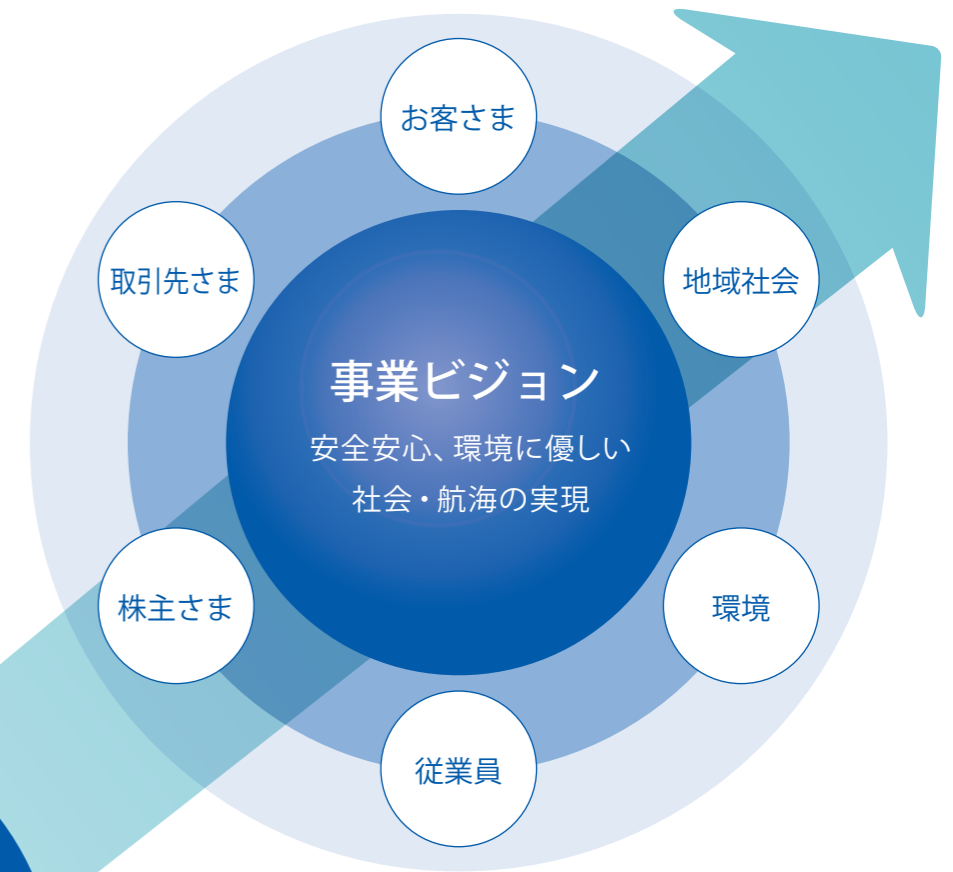 お客さま
取引先さま
地域社会
事業ビジョン
安全安心、環境に優しい
社会・航海の実現
株主さま
環境
従業員